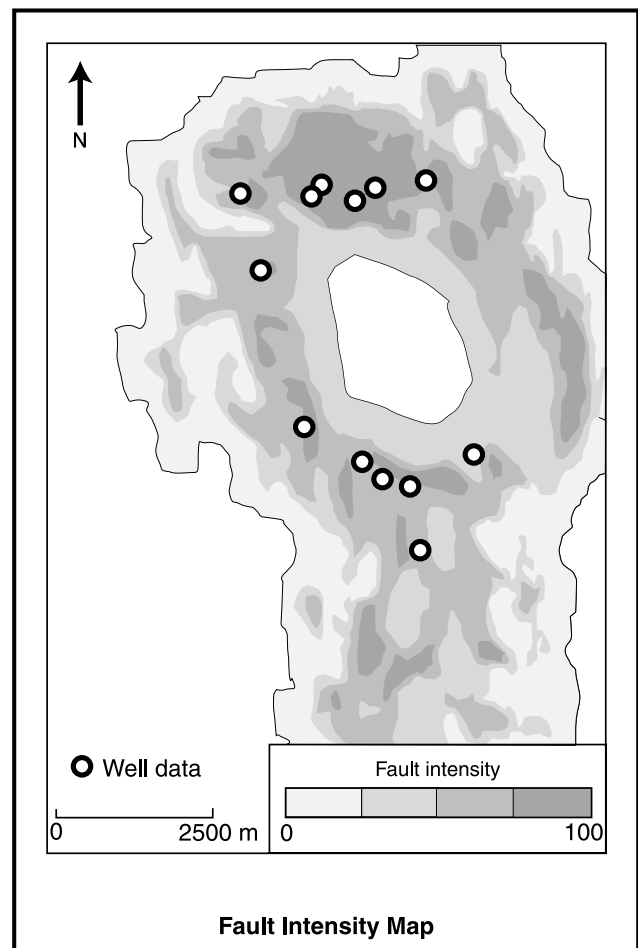 N
Well data
0 2500 m
Fault intensity
0 100
Fault Intensity Map